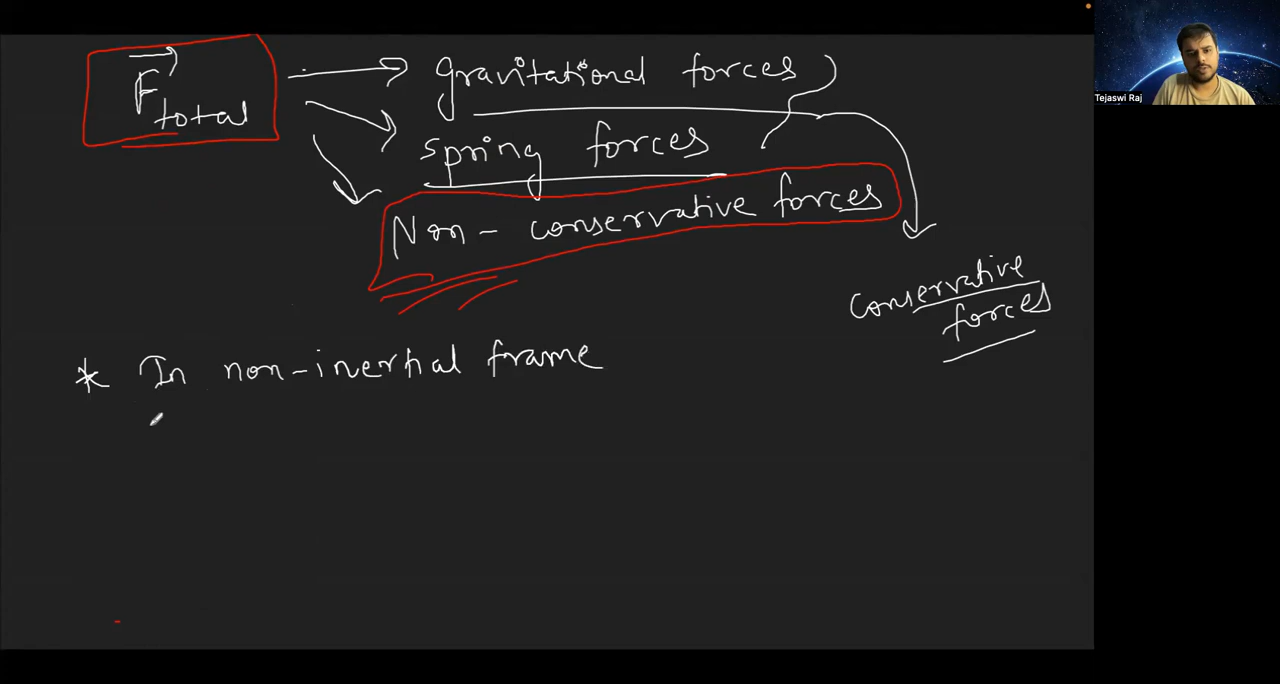 F total → gravitational forces
spring forces
Non-conservative forces
conservative
forces
* In non-inertial frame
Tejaswi Raj